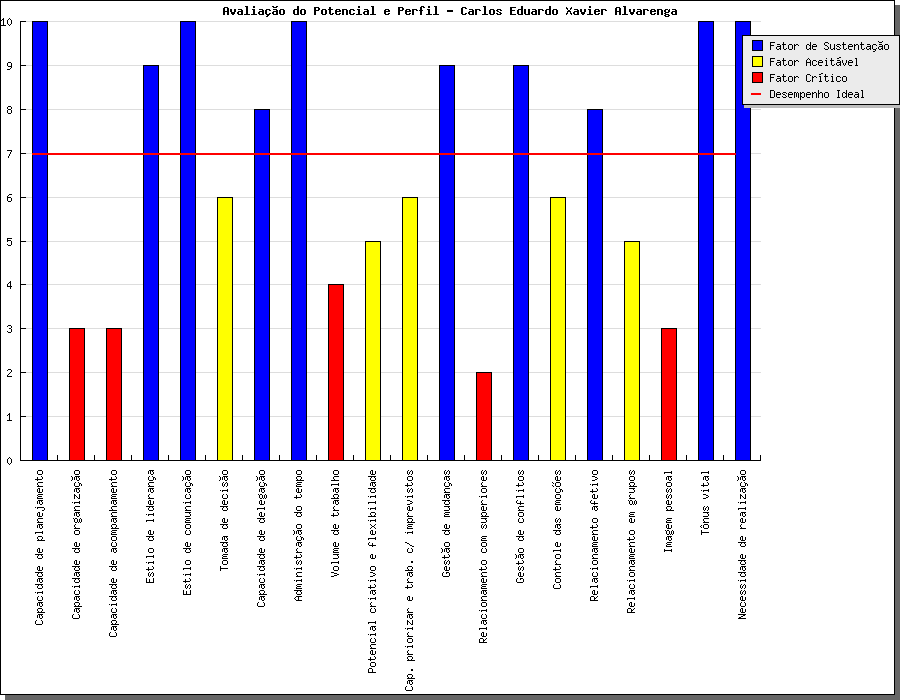 Avaliação do Potencial e Perfil - Carlos Eduardo Xavier Alvarenga
Fator de Sustentação
Fator Aceitável
Fator Crítico
Desempenho Ideal
10
9
8
7
6
5
4
3
2
1
0
Capacidade de planejamento
Capacidade de organização
Capacidade de acompanhamento
Estilo de liderança
Estilo de comunicação
Tomada de decisão
Capacidade de delegação
Administração do tempo
Volume de trabalho
Potencial criativo e flexibilidade
Cap. priorizar e trab. c/ imprevistos
Gestão de mudanças
Relacionamento com superiores
Gestão de conflitos
Controle das emoções
Relacionamento afetivo
Relacionamento em grupos
Imagem pessoal
Tônus vital
Necessidade de realização